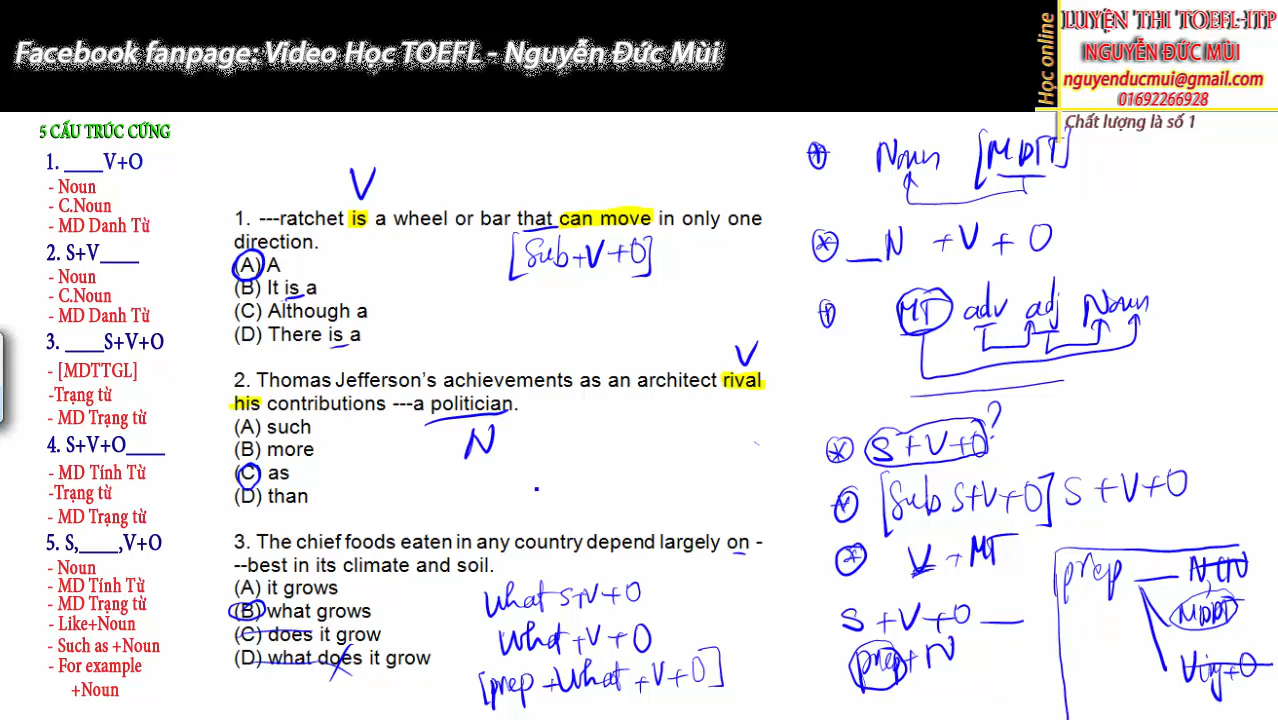 Facebook fanpage: Video Học TOEFL - Nguyễn Đức Mùi
Học online
LUYỆN THI TOEFL-ITP
NGUYỄN ĐỨC MÙI
nguyenducmui@gmail.com
01692266928
Chất lượng là số 1
5 CẤU TRÚC CỨNG
1. ____V+O
- Noun
- C.Noun
- MD Danh Từ
2. S+V____
- Noun
- C.Noun
- MD Danh Từ
3. ____S+V+O
- [MDTTGL]
-Trạng từ
- MD Trạng từ
4. S+V+O____
- MD Tính Từ
-Trạng từ
- MD Trạng từ
5. S,____,V+O
- Noun
- MD Tính Từ
- MD Trạng từ
- Like+Noun
- Such as +Noun
- For example
+Noun
V
1. ---ratchet is a wheel or bar that can move in only one
direction.
[Sub+V+O]
(A) A
(B) It is a
(C) Although a
(D) There is a
V
2. Thomas Jefferson's achievements as an architect rival
his contributions ---a politician.
N
(A) such
(B) more
(C) as
(D) than
3. The chief foods eaten in any country depend largely on -
--best in its climate and soil.
(A) it grows
(B) what grows
(C) does it grow
(D) what does it grow
What S+V+O
What +V+O
[prep +What +V+O]
Noun [MDTT]
__N +V+O
MT adv adj Noun
S+V+O?
[Sub S+V+O] S+V+O
V + MT
S+V+O __
prep + N
prep __
MDDT
Ving+O